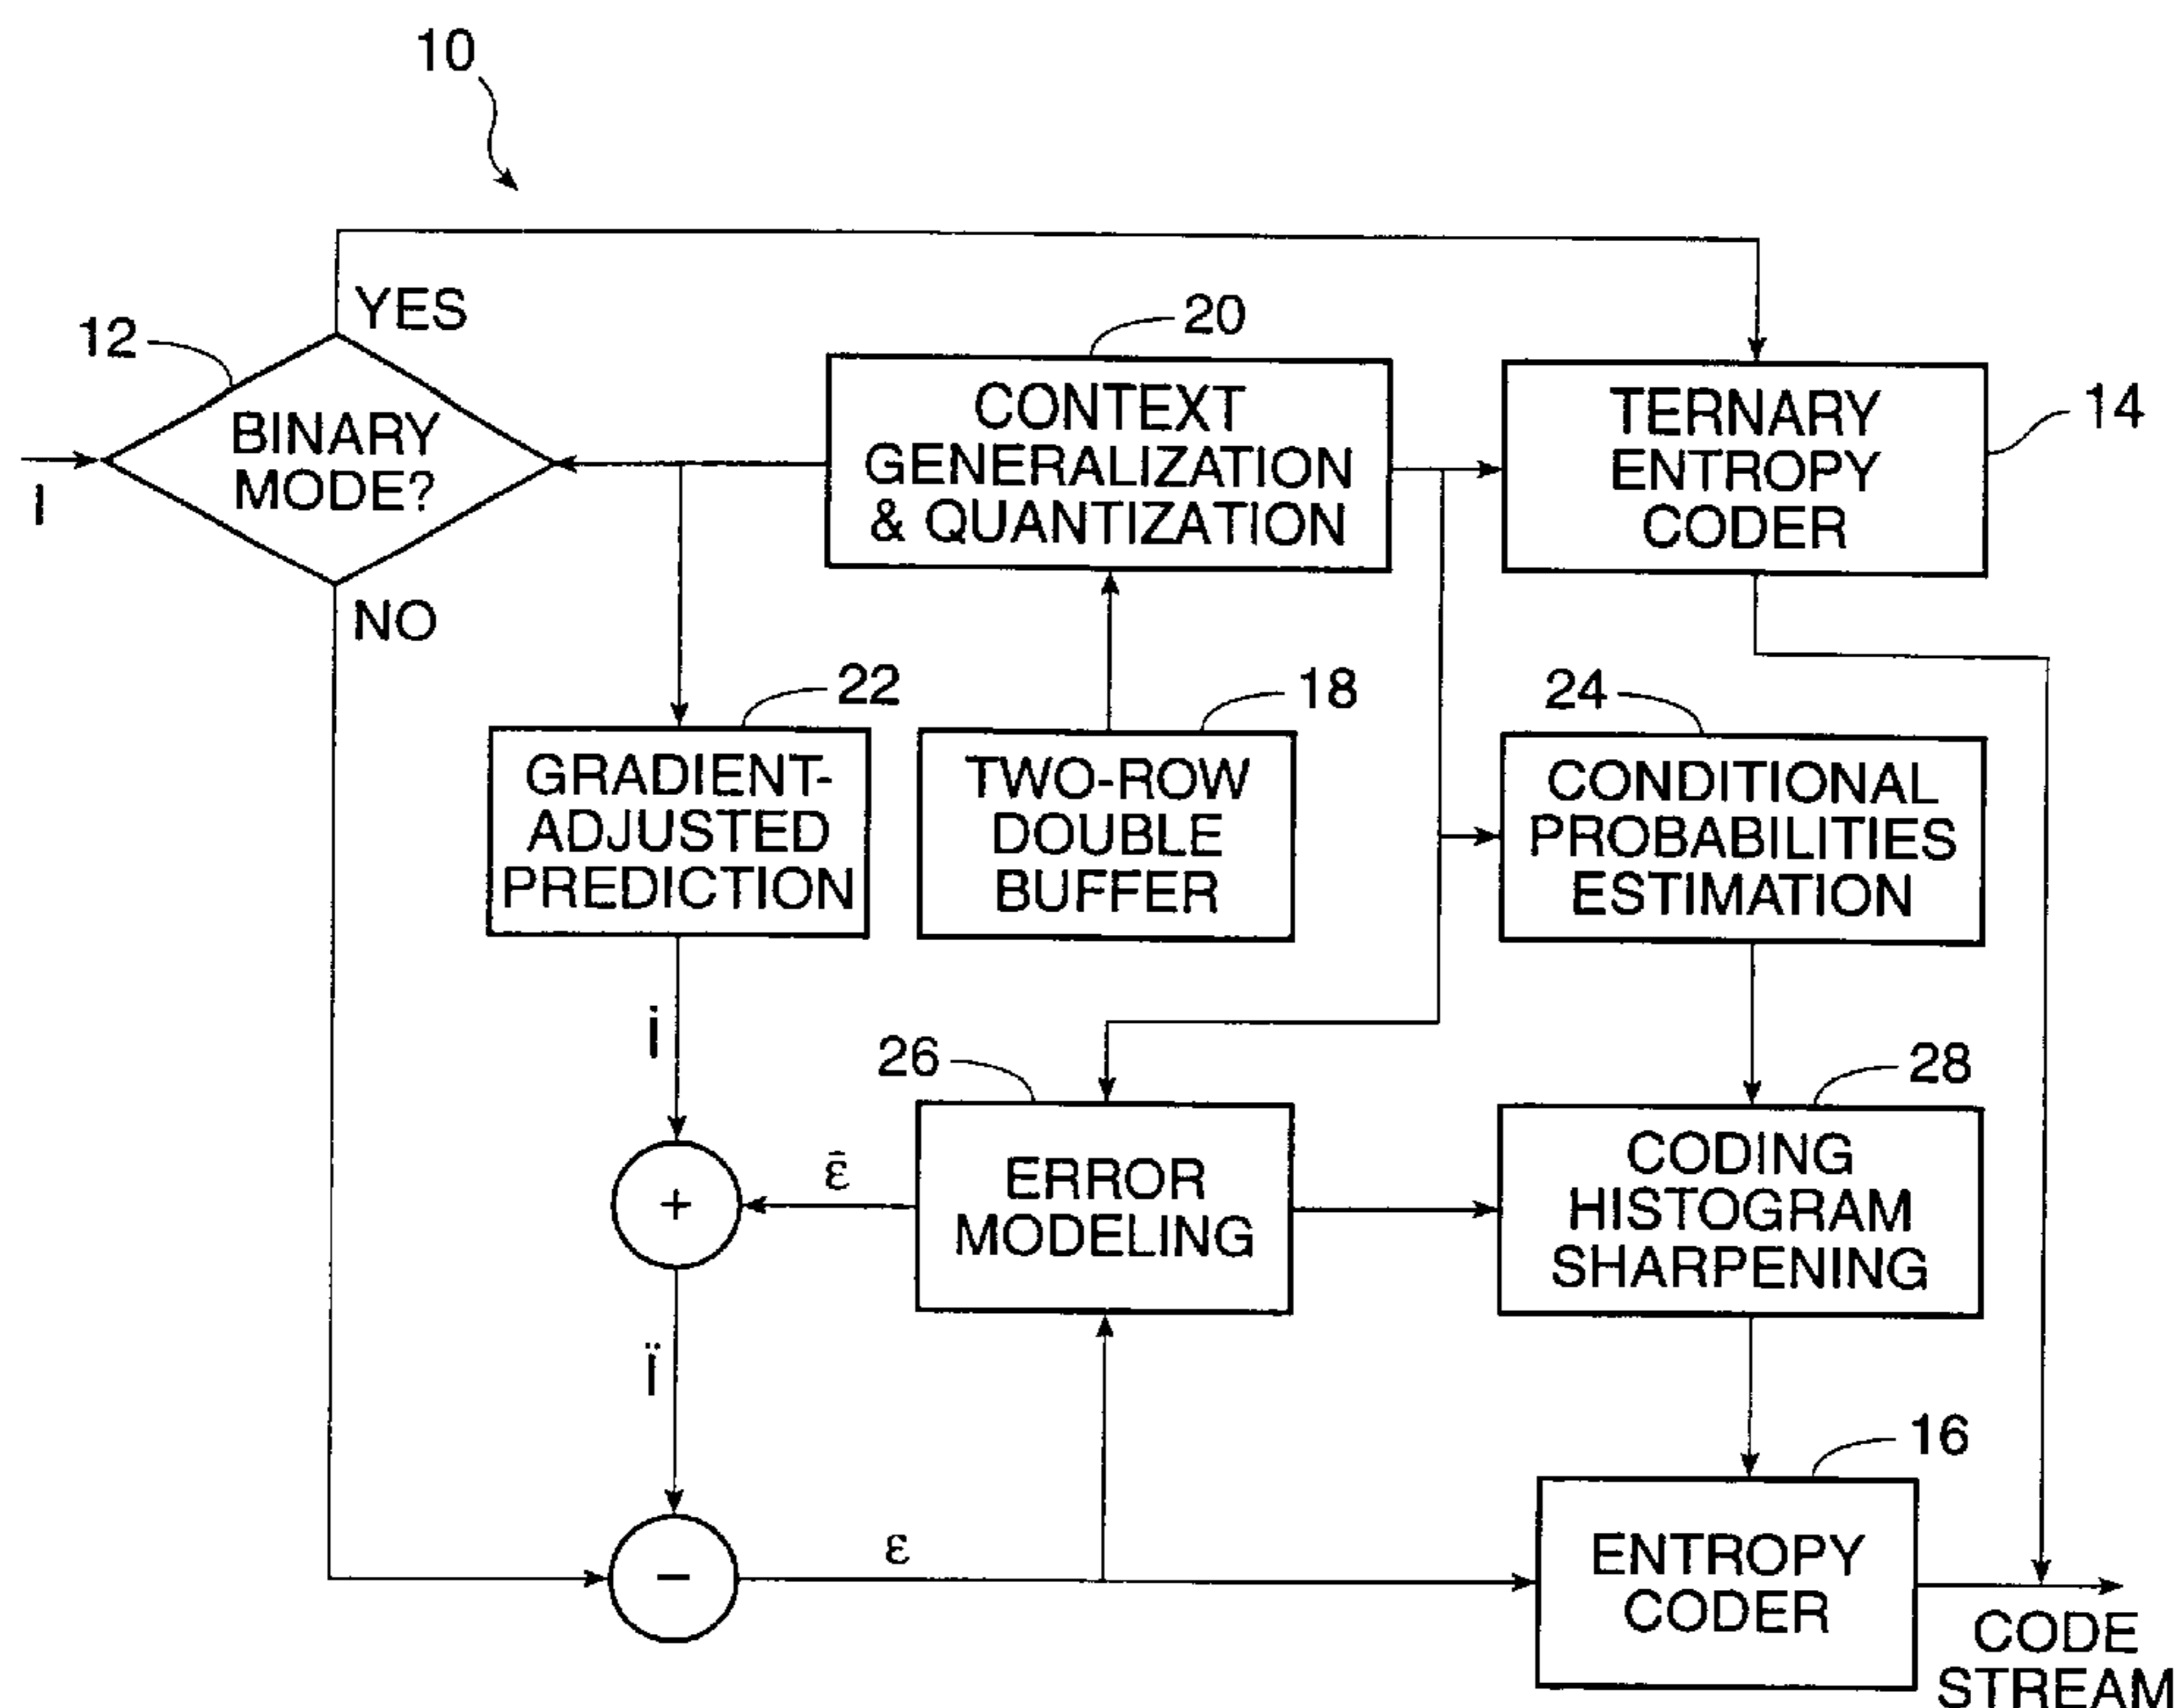 10
YES
12
BINARY
MODE?
I
NO
20
CONTEXT
GENERALIZATION
& QUANTIZATION
TERNARY
ENTROPY
CODER
14
22
GRADIENT-
ADJUSTED
PREDICTION
18
TWO-ROW
DOUBLE
BUFFER
24
CONDITIONAL
PROBABILITIES
ESTIMATION
i
26
ERROR
MODELING
28
CODING
HISTOGRAM
SHARPENING
+
ε̄
ï
−
ε
16
ENTROPY
CODER
CODE
STREAM